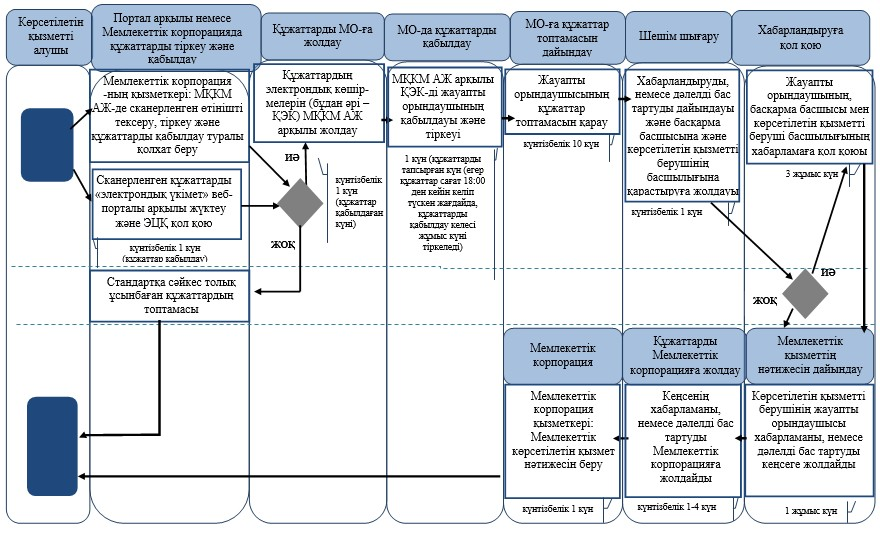 Көрсетілетін
қызметті
алушы
Портал арқылы немесе
Мемлекеттік корпорацияда
құжаттарды тіркеу және
қабылдау
Құжаттарды МО-ға
жолдау
МО-да құжаттарды
қабылдау
МО-ға құжаттар
топтамасын
дайындау
Шешім шығару
Хабарландыруға
қол қою
Мемлекеттік корпорация
-ның қызметкері: МҚКМ
АЖ-де сканерленген өтінішті
тексеру, тіркеу және
құжаттарды қабылдау туралы
қолхат беру
Сканерленген құжаттарды
«электрондық үкімет» веб-
порталы арқылы жүктеу
және ЭЦҚ қол қою
күнтізбелік 1 күн
(құжаттар қабылдау)
Стандартқа сәйкес толық
ұсынбаған құжаттардың
топтамасы
Құжаттардың
электрондық көшір-
мелерін (бұдан әрі –
ҚЭК) МҚКМ АЖ
арқылы жолдау
иә
жоқ
күнтізбелік
1 күн
(құжаттар
қабылдаған
күні)
МҚКМ АЖ арқылы
ҚЭК-ді жауапты
орындаушының
қабылдауы және
тіркеуі
1 күн (құжаттарды
тапсырған күн (егер
құжаттар сағат 18:00
ден кейін келіп
түскен жағдайда,
құжаттарды
қабылдау келесі
жұмыс күні
тіркеледі)
Жауапты
орындаушысының
құжаттар
топтамасын қарау
күнтізбелік 10 күн
Хабарландыруды,
немесе дәлелді бас
тартуды дайындауы
және басқарма
басшысына және
көрсетілетін қызметті
берушінің
басшылығына
қарастыруға жолдауы
күнтізбелік 1 күн
Жауапты
орындаушының,
басқарма басшысы мен
көрсетілетін қызметті
беруші басшылығының
хабарламаға қол қоюы
3 жұмыс күн
иә
жоқ
Мемлекеттік
корпорация
Құжаттарды
Мемлекеттік
корпорацияға жолдау
Мемлекеттік
қызметтің
нәтижесін дайындау
Мемлекеттік
корпорация
қызметкері:
Мемлекеттік
көрсетілетін қызмет
нәтижесін беру
күнтізбелік 1 күн
Кеңсенің
хабарламаны,
немесе дәлелді бас
тартуды
Мемлекеттік
корпорацияға
жолдайды
күнтізбелік 1-4 күн
Көрсетілетін қызметті
берушінің жауапты
орындаушысы
хабарламаны, немесе
дәлелді бас тартуды
кеңсеге жолдайды
1 жұмыс күн